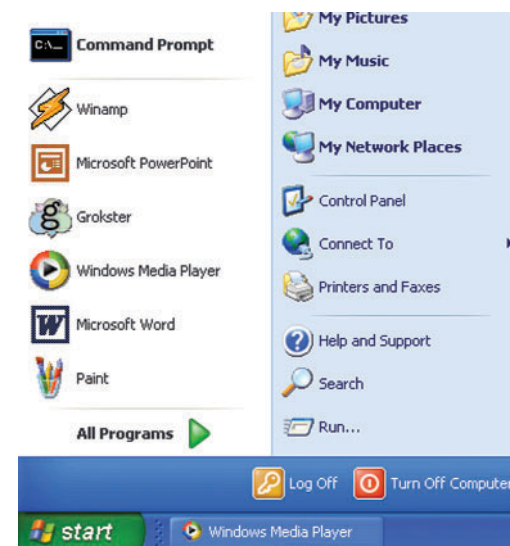 Command Prompt
Winamp
Microsoft PowerPoint
Grokster
Windows Media Player
Microsoft Word
Paint
All Programs
My Pictures
My Music
My Computer
My Network Places
Control Panel
Connect To
Printers and Faxes
Help and Support
Search
Run...
Log Off
Turn Off Computer
start
Windows Media Player